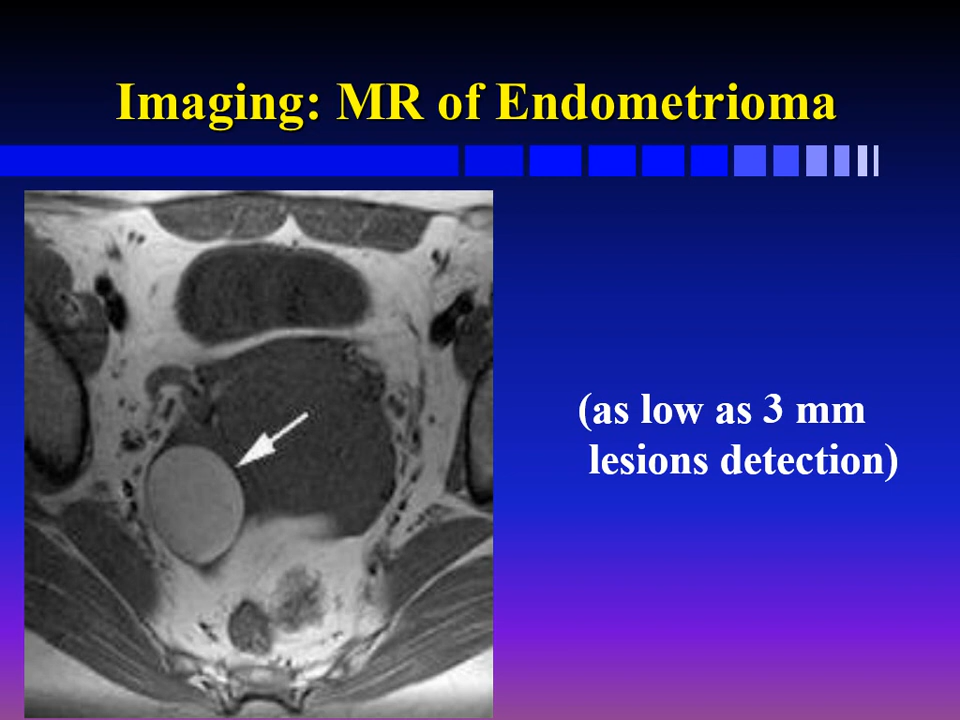 Imaging: MR of Endometrioma
(as low as 3 mm
lesions detection)